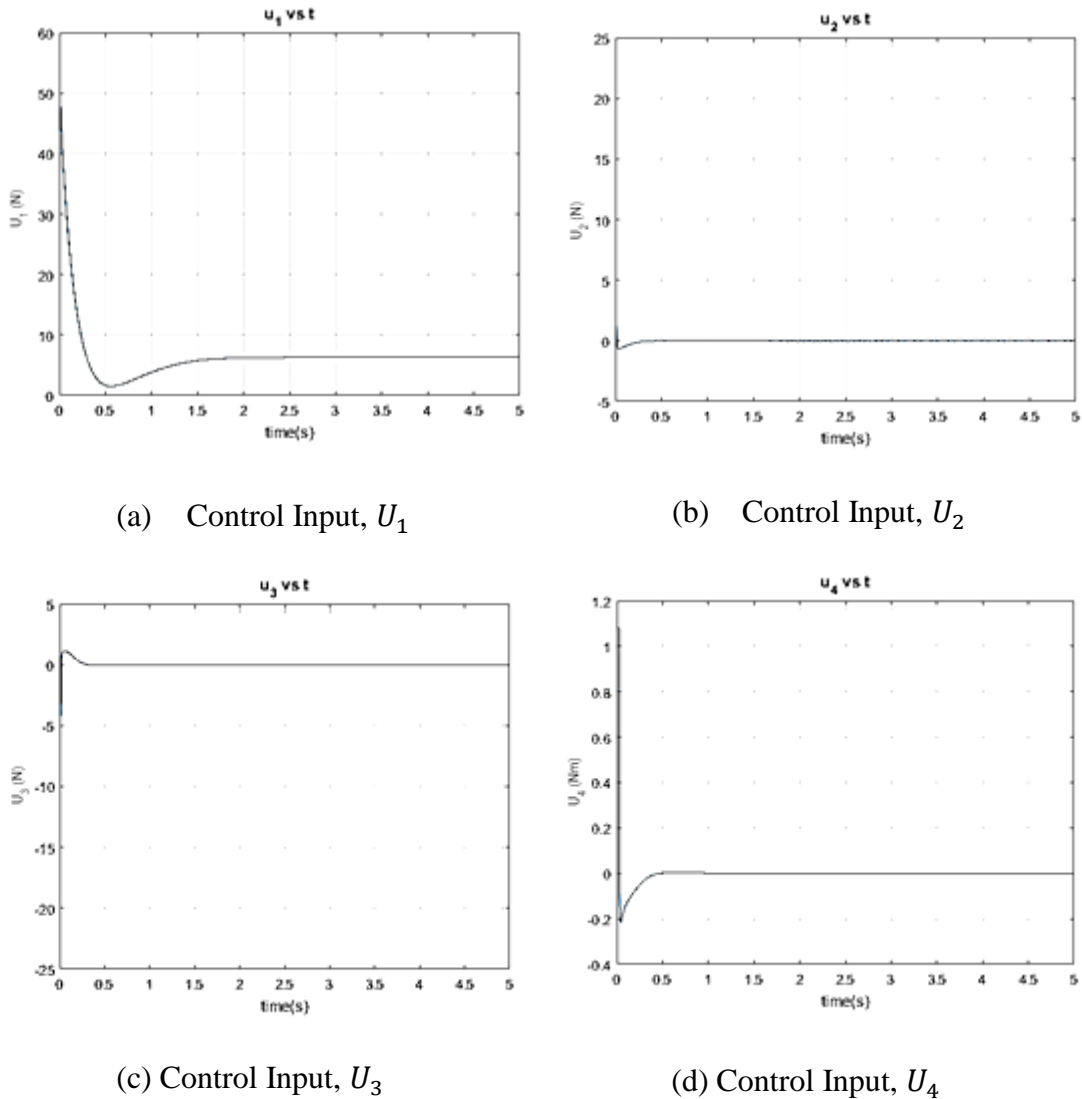 u₁ vs t
60
50
40
30
20
10
0
U₁ (N)
0 0.5 1 1.5 2 2.5 3 3.5 4 4.5 5
time(s}
(a) Control Input, U₁
u₂ vs t
25
20
15
10
5
0
-5
U₂ (N)
0 0.5 1 1.5 2 2.5 3 3.5 4 4.5 5
time(s}
(b) Control Input, U₂
u₃ vs t
5
0
-5
-10
-15
-20
-25
U₃ (N)
0 0.5 1 1.5 2 2.5 3 3.5 4 4.5 5
time(s}
(c) Control Input, U₃
u₄ vs t
1.2
1
0.8
0.6
0.4
0.2
0
-0.2
-0.4
U₄ (Nm)
0 0.5 1 1.5 2 2.5 3 3.5 4 4.5 5
time(s}
(d) Control Input, U₄